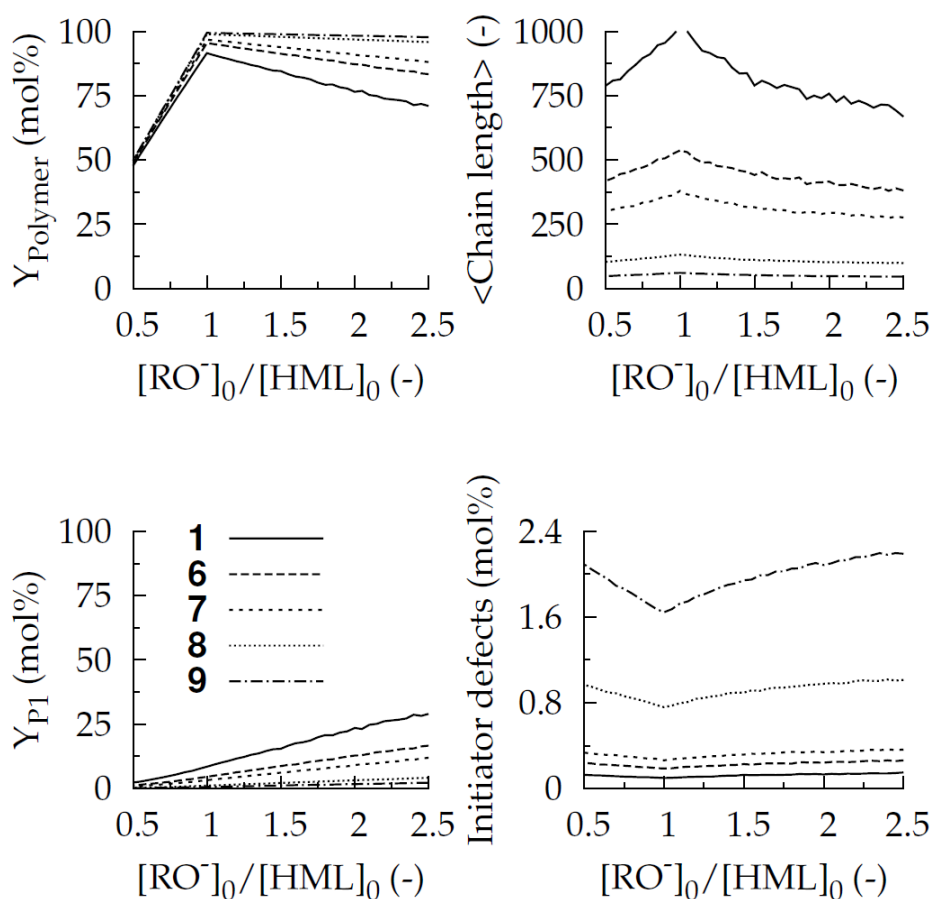 Y_Polymer (mol%)
100
75
50
25
0
0.5 1 1.5 2 2.5
[RO⁻]₀/[HML]₀ (-)
<Chain length> (-)
1000
750
500
250
0
0.5 1 1.5 2 2.5
[RO⁻]₀/[HML]₀ (-)
Y_P1 (mol%)
100
75
50
25
0
1
6
7
8
9
0.5 1 1.5 2 2.5
[RO⁻]₀/[HML]₀ (-)
Initiator defects (mol%)
2.4
1.6
0.8
0
0.5 1 1.5 2 2.5
[RO⁻]₀/[HML]₀ (-)